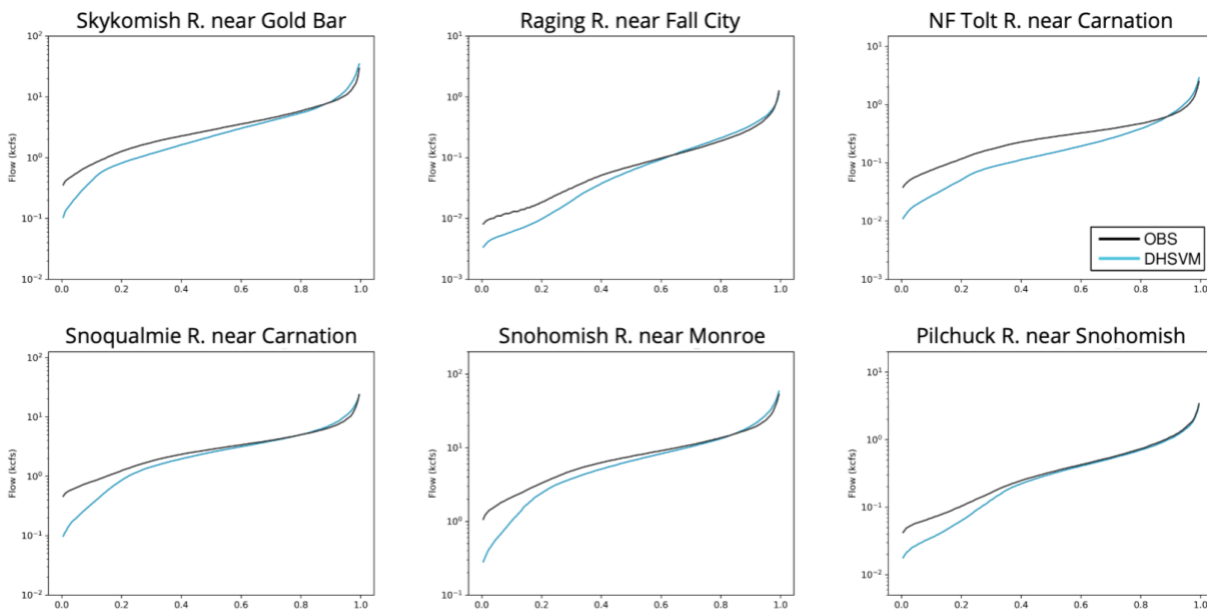 Skykomish R. near Gold Bar
Raging R. near Fall City
NF Tolt R. near Carnation
10²
10¹
10⁰
10⁻¹
10⁻²
Flow (kcfs)
0.0 0.2 0.4 0.6 0.8 1.0
10¹
10⁰
10⁻¹
10⁻²
10⁻³
Flow (kcfs)
0.0 0.2 0.4 0.6 0.8 1.0
10¹
10⁰
10⁻¹
10⁻²
10⁻³
Flow (kcfs)
0.0 0.2 0.4 0.6 0.8 1.0
OBS
DHSVM
Snoqualmie R. near Carnation
Snohomish R. near Monroe
Pilchuck R. near Snohomish
10²
10¹
10⁰
10⁻¹
10⁻²
Flow (kcfs)
0.0 0.2 0.4 0.6 0.8 1.0
10²
10¹
10⁰
10⁻¹
Flow (kcfs)
0.0 0.2 0.4 0.6 0.8 1.0
10¹
10⁰
10⁻¹
10⁻²
Flow (kcfs)
0.0 0.2 0.4 0.6 0.8 1.0